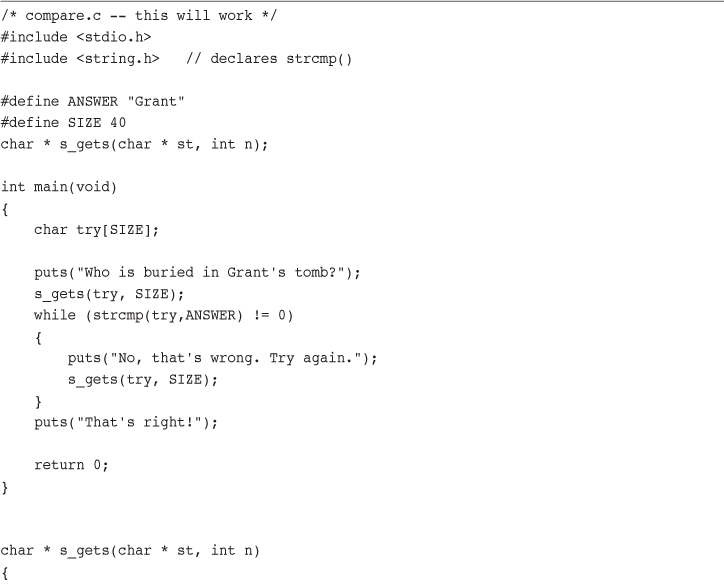 /* compare.c -- this will work */
#include <stdio.h>
#include <string.h>   // declares strcmp()
#define ANSWER "Grant"
#define SIZE 40
char * s_gets(char * st, int n);
int main(void)
{
    char try[SIZE];
    puts("Who is buried in Grant's tomb?");
    s_gets(try, SIZE);
    while (strcmp(try,ANSWER) != 0)
    {
        puts("No, that's wrong. Try again.");
        s_gets(try, SIZE);
    }
    puts("That's right!");
    return 0;
}
char * s_gets(char * st, int n)
{